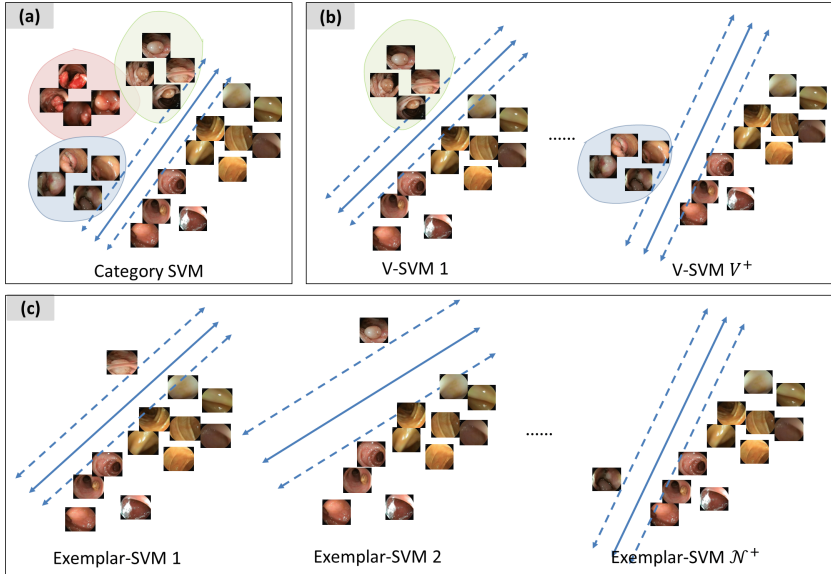 (a)
Category SVM
(b)
......
V-SVM 1
V-SVM V⁺
(c)
......
Exemplar-SVM 1
Exemplar-SVM 2
Exemplar-SVM 𝒩⁺